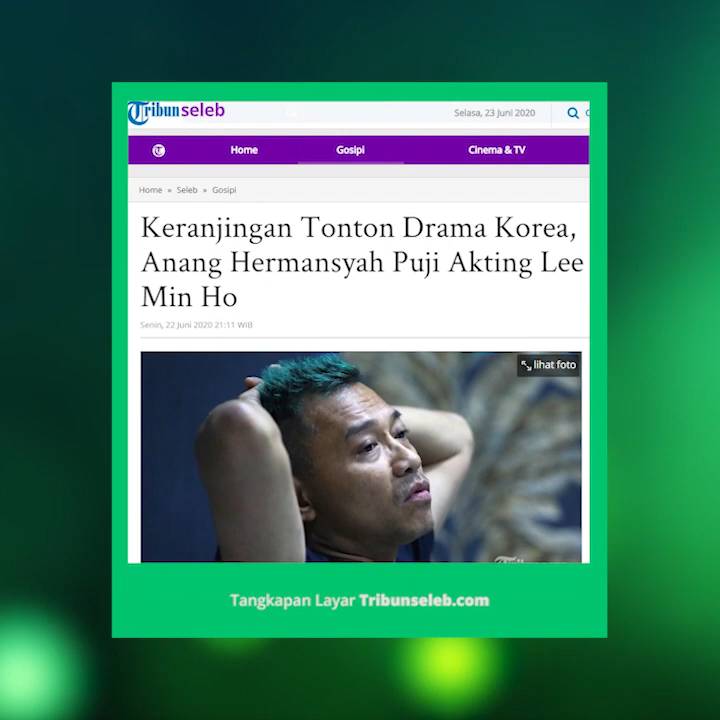 Tribunseleb
Selasa, 23 Juni 2020
Home Gosipi Cinema & TV
Home » Seleb » Gosipi
Keranjingan Tonton Drama Korea,
Anang Hermansyah Puji Akting Lee
Min Ho
Senin, 22 Juni 2020 21:11 WIB
lihat foto
Tangkapan Layar Tribunseleb.com